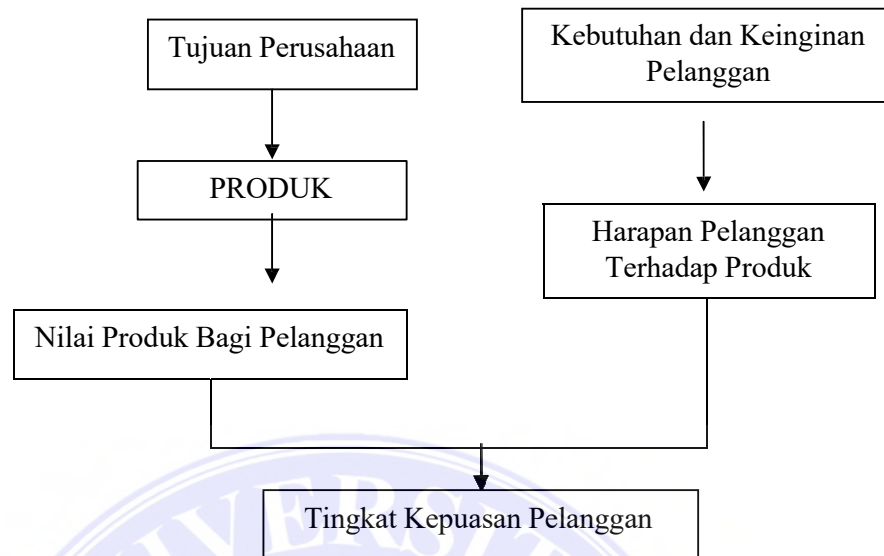 Tujuan Perusahaan
Kebutuhan dan Keinginan
Pelanggan
PRODUK
Harapan Pelanggan
Terhadap Produk
Nilai Produk Bagi Pelanggan
Tingkat Kepuasan Pelanggan